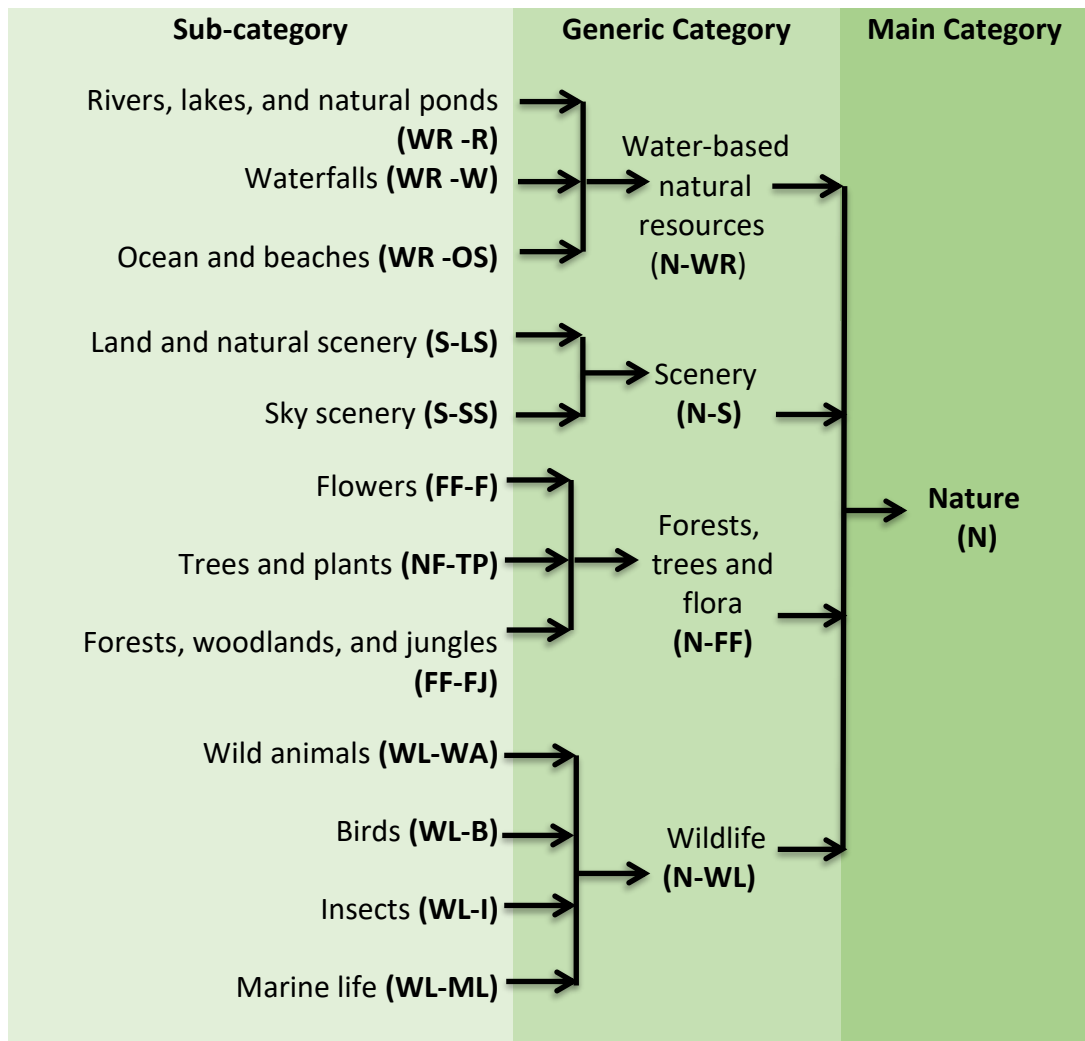 Sub-category
Generic Category
Main Category
Rivers, lakes, and natural ponds
(WR -R)
Waterfalls (WR -W)
Ocean and beaches (WR -OS)
Water-based
natural
resources
(N-WR)
Land and natural scenery (S-LS)
Sky scenery (S-SS)
Scenery
(N-S)
Flowers (FF-F)
Trees and plants (NF-TP)
Forests, woodlands, and jungles
(FF-FJ)
Forests,
trees and
flora
(N-FF)
Wild animals (WL-WA)
Birds (WL-B)
Insects (WL-I)
Marine life (WL-ML)
Wildlife
(N-WL)
Nature
(N)